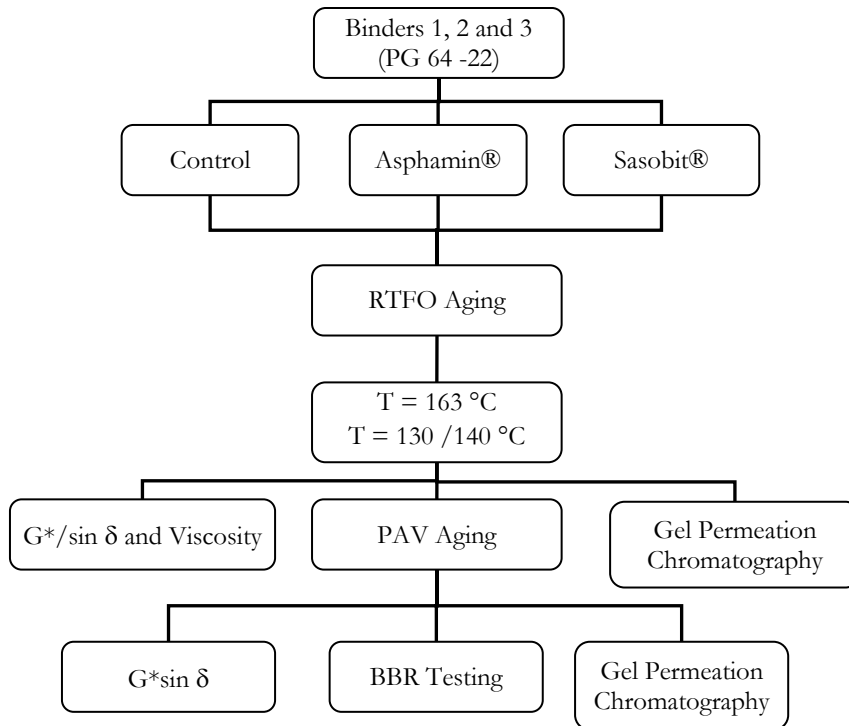 Binders 1, 2 and 3
(PG 64 -22)
Control
Asphamin®
Sasobit®
RTFO Aging
T = 163 °C
T = 130 /140 °C
G*/sin δ and Viscosity
PAV Aging
Gel Permeation
Chromatography
G*sin δ
BBR Testing
Gel Permeation
Chromatography